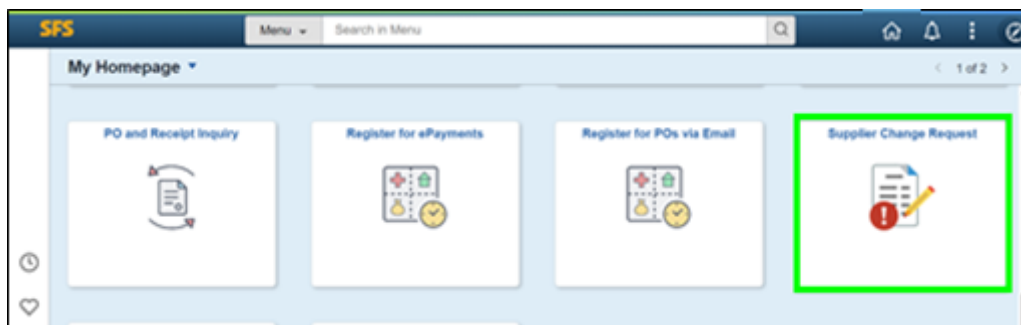 SFS
Menu
Search in Menu
My Homepage
1 of 2
PO and Receipt Inquiry
Register for ePayments
Register for POs via Email
Supplier Change Request